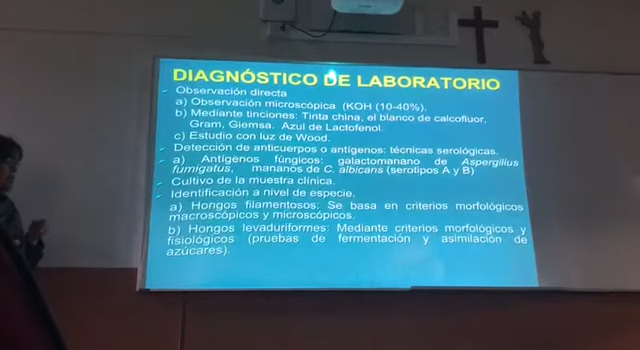 DIAGNÓSTICO DE LABORATORIO
Observación directa
a) Observación microscópica (KOH (10-40%).
b) Mediante tinciones: Tinta china, el blanco de calcofluor,
Gram, Giemsa. Azul de Lactofenol.
c) Estudio con luz de Wood.
Detección de anticuerpos o antígenos: técnicas serológicas.
a) Antígenos fúngicos: galactomanano de Aspergilius
fumigatus, mananos de C. albicans (serotipos A y B)
Cultivo de la muestra clínica.
Identificación a nivel de especie.
a) Hongos filamentosos: Se basa en criterios morfológicos
macroscópicos y microscópicos.
b) Hongos levaduriformes: Mediante criterios morfológicos y
fisiológicos (pruebas de fermentación y asimilación de
azúcares).